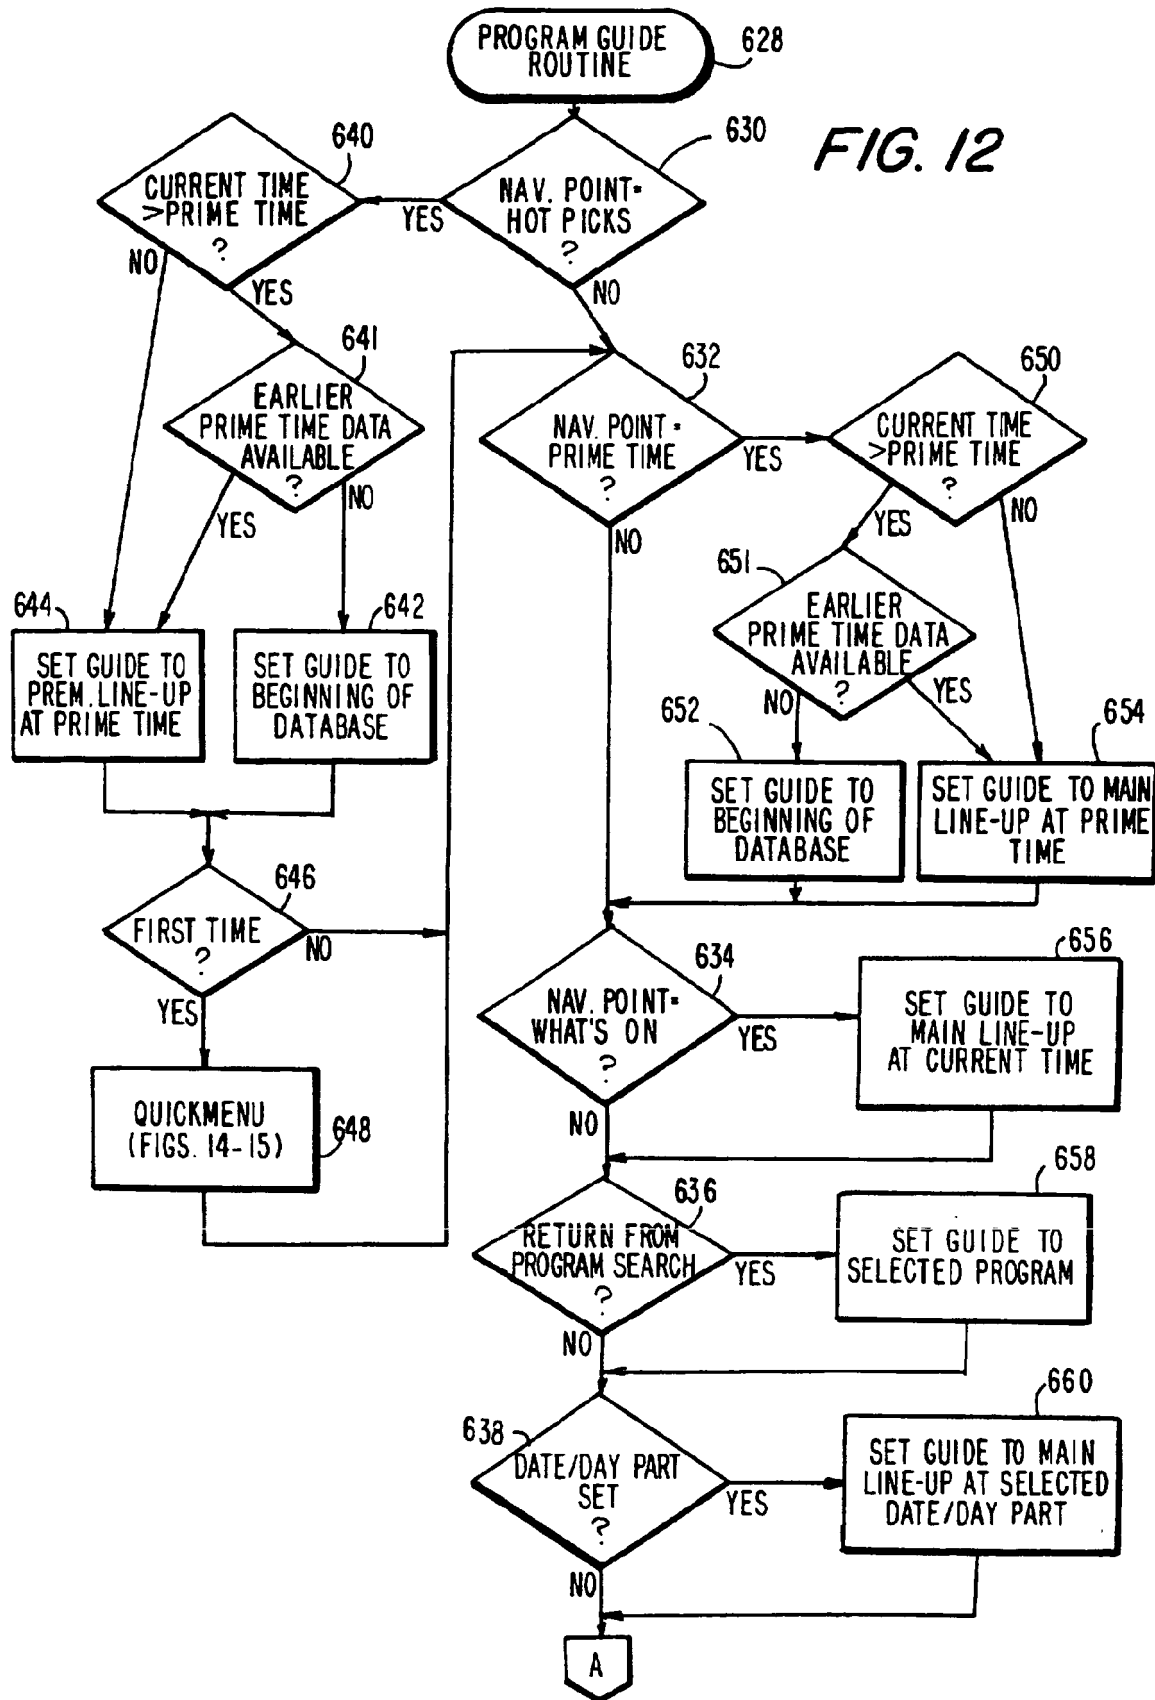 PROGRAM GUIDE
ROUTINE
628
FIG. 12
630
NAV. POINT=
HOT PICKS
?
YES
NO
640
CURRENT TIME
>PRIME TIME
?
NO
YES
641
EARLIER
PRIME TIME DATA
AVAILABLE
?
YES
NO
632
NAV. POINT=
PRIME TIME
?
YES
NO
650
CURRENT TIME
>PRIME TIME
?
YES
NO
651
EARLIER
PRIME TIME DATA
AVAILABLE
?
NO
YES
644
SET GUIDE TO
PREM. LINE-UP
AT PRIME TIME
642
SET GUIDE TO
BEGINNING OF
DATABASE
652
SET GUIDE TO
BEGINNING OF
DATABASE
654
SET GUIDE TO MAIN
LINE-UP AT PRIME
TIME
646
FIRST TIME
?
NO
YES
634
NAV. POINT=
WHAT'S ON
?
YES
NO
656
SET GUIDE TO
MAIN LINE-UP
AT CURRENT TIME
QUICKMENU
(FIGS. 14-15)
648
636
RETURN FROM
PROGRAM SEARCH
?
YES
NO
658
SET GUIDE TO
SELECTED PROGRAM
638
DATE/DAY PART
SET
?
YES
NO
660
SET GUIDE TO MAIN
LINE-UP AT SELECTED
DATE/DAY PART
A